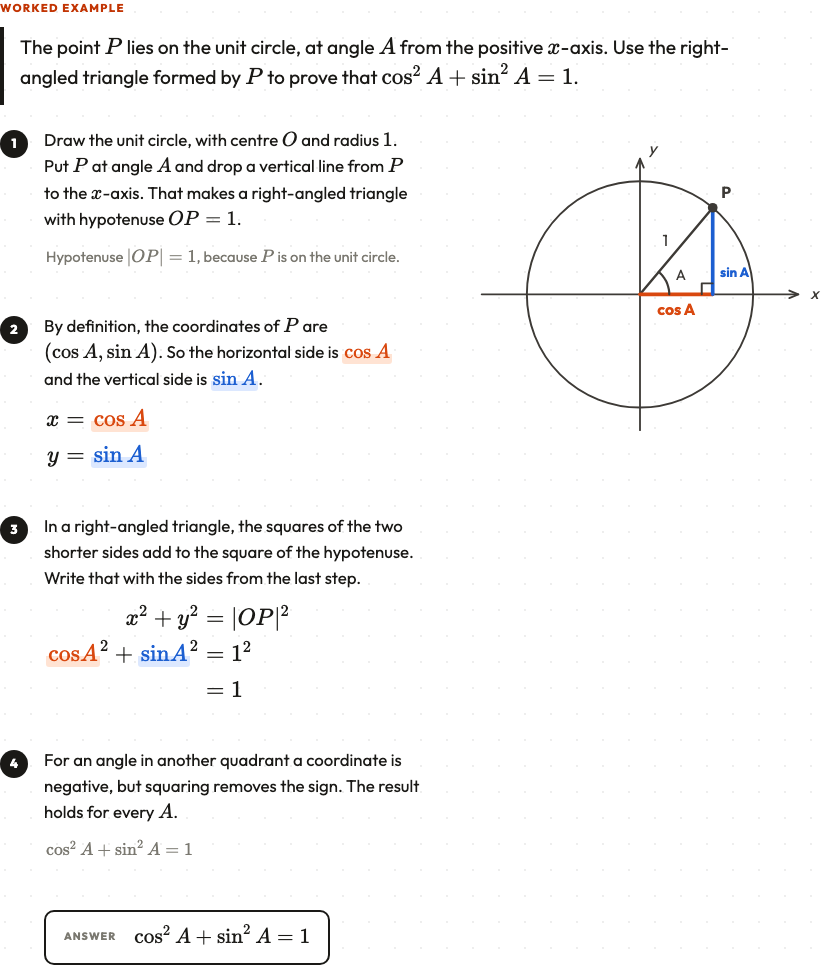 WORKED EXAMPLE
The point P lies on the unit circle, at angle A from the positive x-axis. Use the right-
angled triangle formed by P to prove that cos² A + sin² A = 1.
1
Draw the unit circle, with centre O and radius 1.
Put P at angle A and drop a vertical line from P
to the x-axis. That makes a right-angled triangle
with hypotenuse OP = 1.
Hypotenuse |OP| = 1, because P is on the unit circle.
y
P
1
A
sin A
cos A
x
2
By definition, the coordinates of P are
(cos A, sin A). So the horizontal side is cos A
and the vertical side is sin A.
x = cos A
y = sin A
3
In a right-angled triangle, the squares of the two
shorter sides add to the square of the hypotenuse.
Write that with the sides from the last step.
x² + y² = |OP|²
cosA² + sinA² = 1²
= 1
4
For an angle in another quadrant a coordinate is
negative, but squaring removes the sign. The result
holds for every A.
cos² A + sin² A = 1
ANSWER cos² A + sin² A = 1